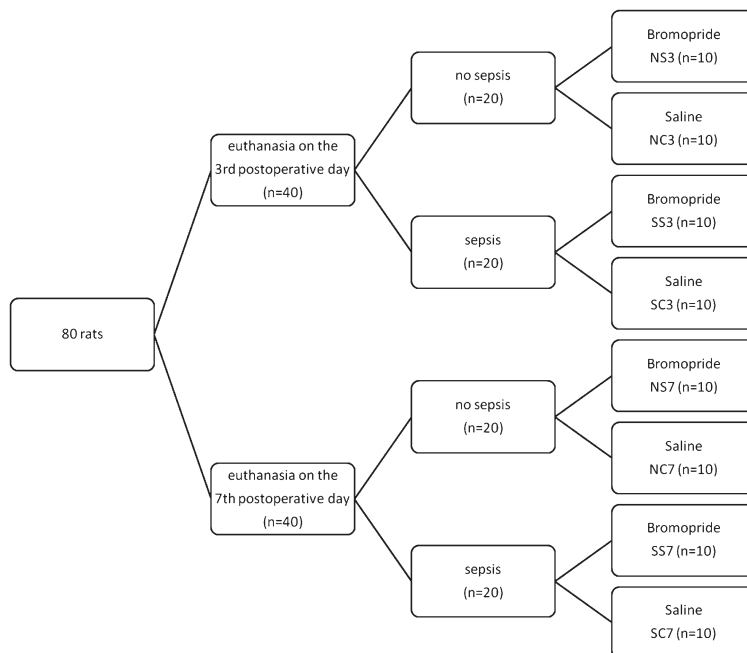 80 rats
euthanasia on the
3rd postoperative day
(n=40)
no sepsis
(n=20)
Bromopride
NS3 (n=10)
Saline
NC3 (n=10)
sepsis
(n=20)
Bromopride
SS3 (n=10)
Saline
SC3 (n=10)
euthanasia on the
7th postoperative day
(n=40)
no sepsis
(n=20)
Bromopride
NS7 (n=10)
Saline
NC7 (n=10)
sepsis
(n=20)
Bromopride
SS7 (n=10)
Saline
SC7 (n=10)